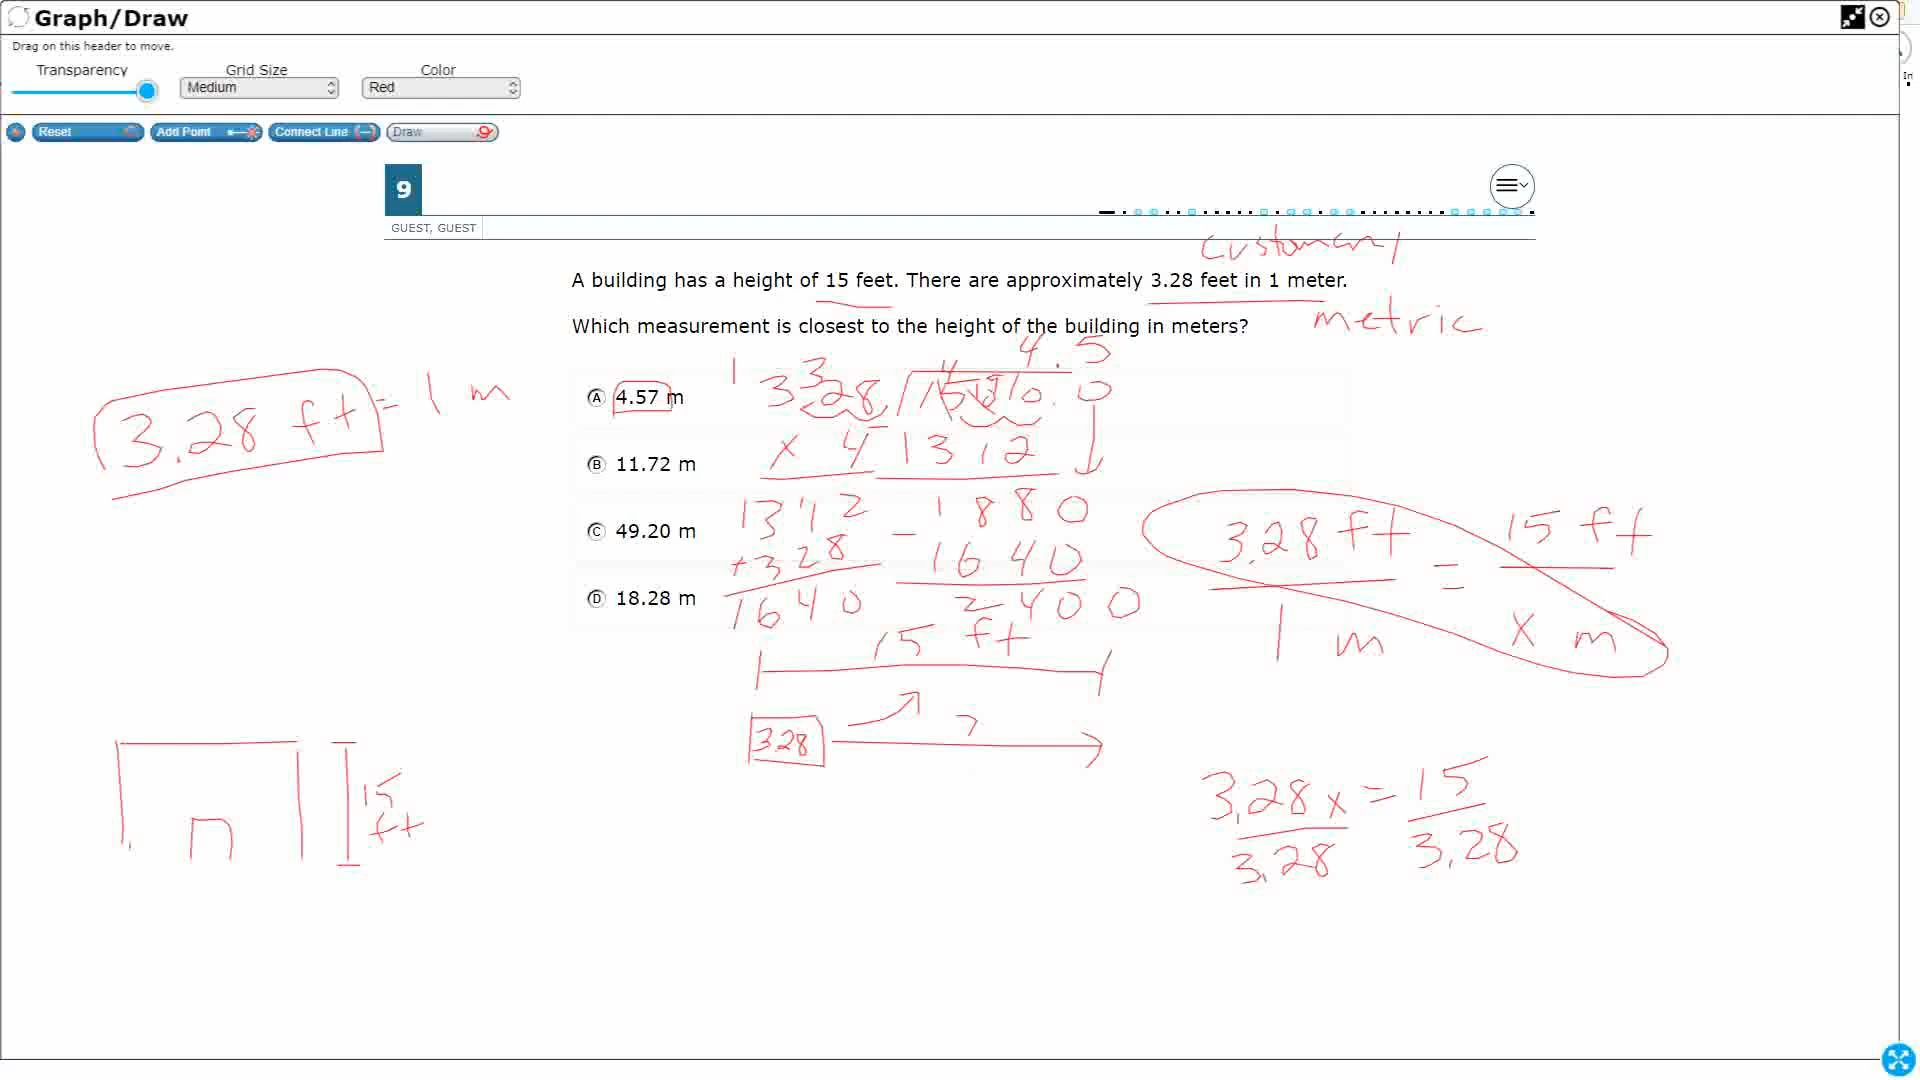 Graph/Draw
Drag on this header to move.
Transparency
Grid Size
Color
Medium
Red
Reset
Add Point
Connect Line
Draw
9
GUEST, GUEST
customary
A building has a height of 15 feet. There are approximately 3.28 feet in 1 meter.
metric
Which measurement is closest to the height of the building in meters?
4.5
A 4.57 m
B 11.72 m
C 49.20 m
D 18.28 m
3.28 ft = 1 m
328
x 4
1312
1880
+328
1640
1640
2400
15 ft
3.28
?
3.28 ft = 15 ft
1 m x m
15
ft
3.28x = 15
3.28 3.28